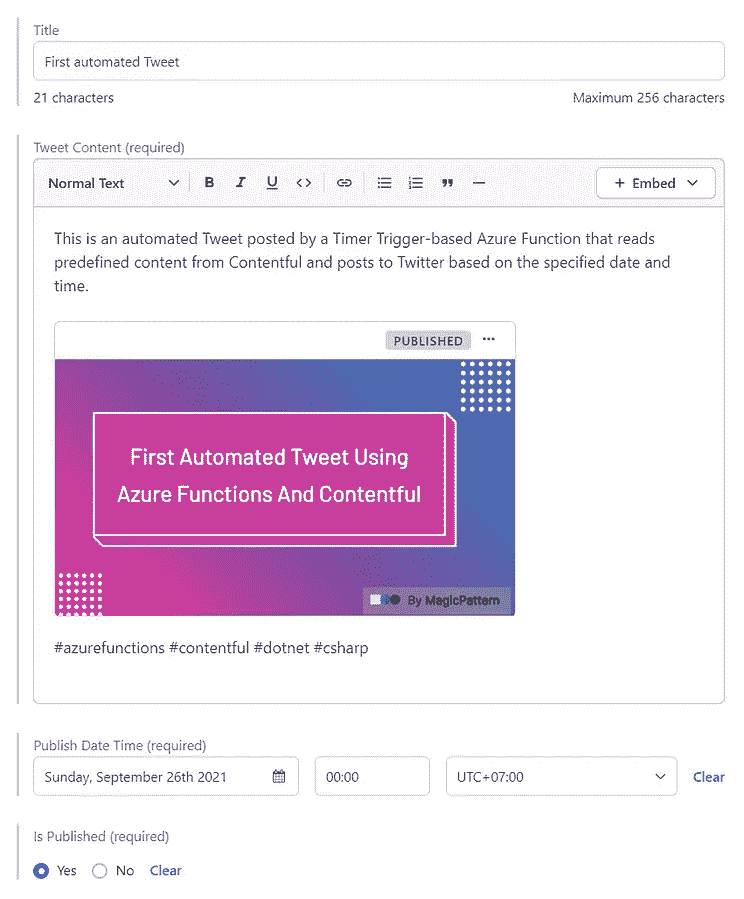 Title
First automated Tweet
21 characters Maximum 256 characters
Tweet Content (required)
Normal Text B I U <> + Embed
This is an automated Tweet posted by a Timer Trigger-based Azure Function that reads
predefined content from Contentful and posts to Twitter based on the specified date and
time.
PUBLISHED ...
First Automated Tweet Using
Azure Functions And Contentful
By MagicPattern
#azurefunctions #contentful #dotnet #csharp
Publish Date Time (required)
Sunday, September 26th 2021 00:00 UTC+07:00 Clear
Is Published (required)
Yes No Clear